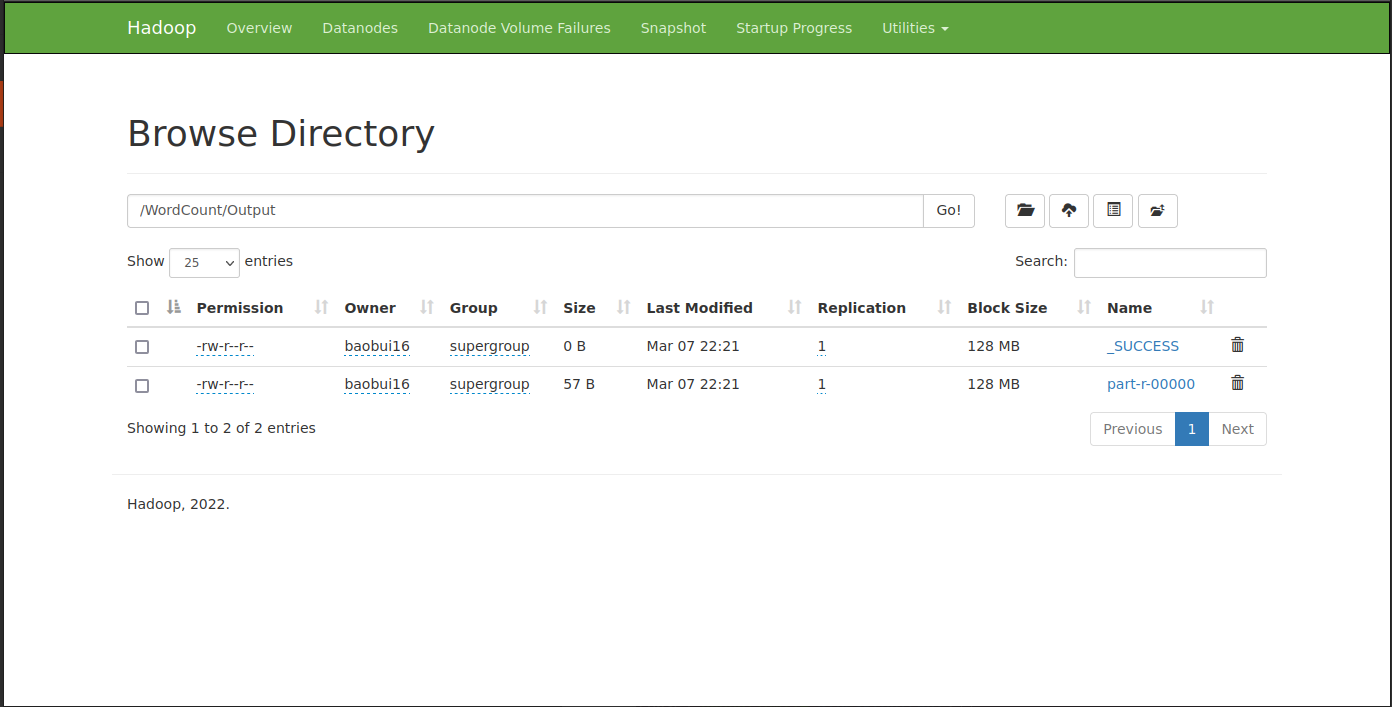 Hadoop Overview Datanodes Datanode Volume Failures Snapshot Startup Progress Utilities
Browse Directory
/WordCount/Output Go!
Show 25 entries Search:
Permission Owner Group Size Last Modified Replication Block Size Name
-rw-r--r-- baobui16 supergroup 0 B Mar 07 22:21 1 128 MB _SUCCESS
-rw-r--r-- baobui16 supergroup 57 B Mar 07 22:21 1 128 MB part-r-00000
Showing 1 to 2 of 2 entries Previous 1 Next
Hadoop, 2022.